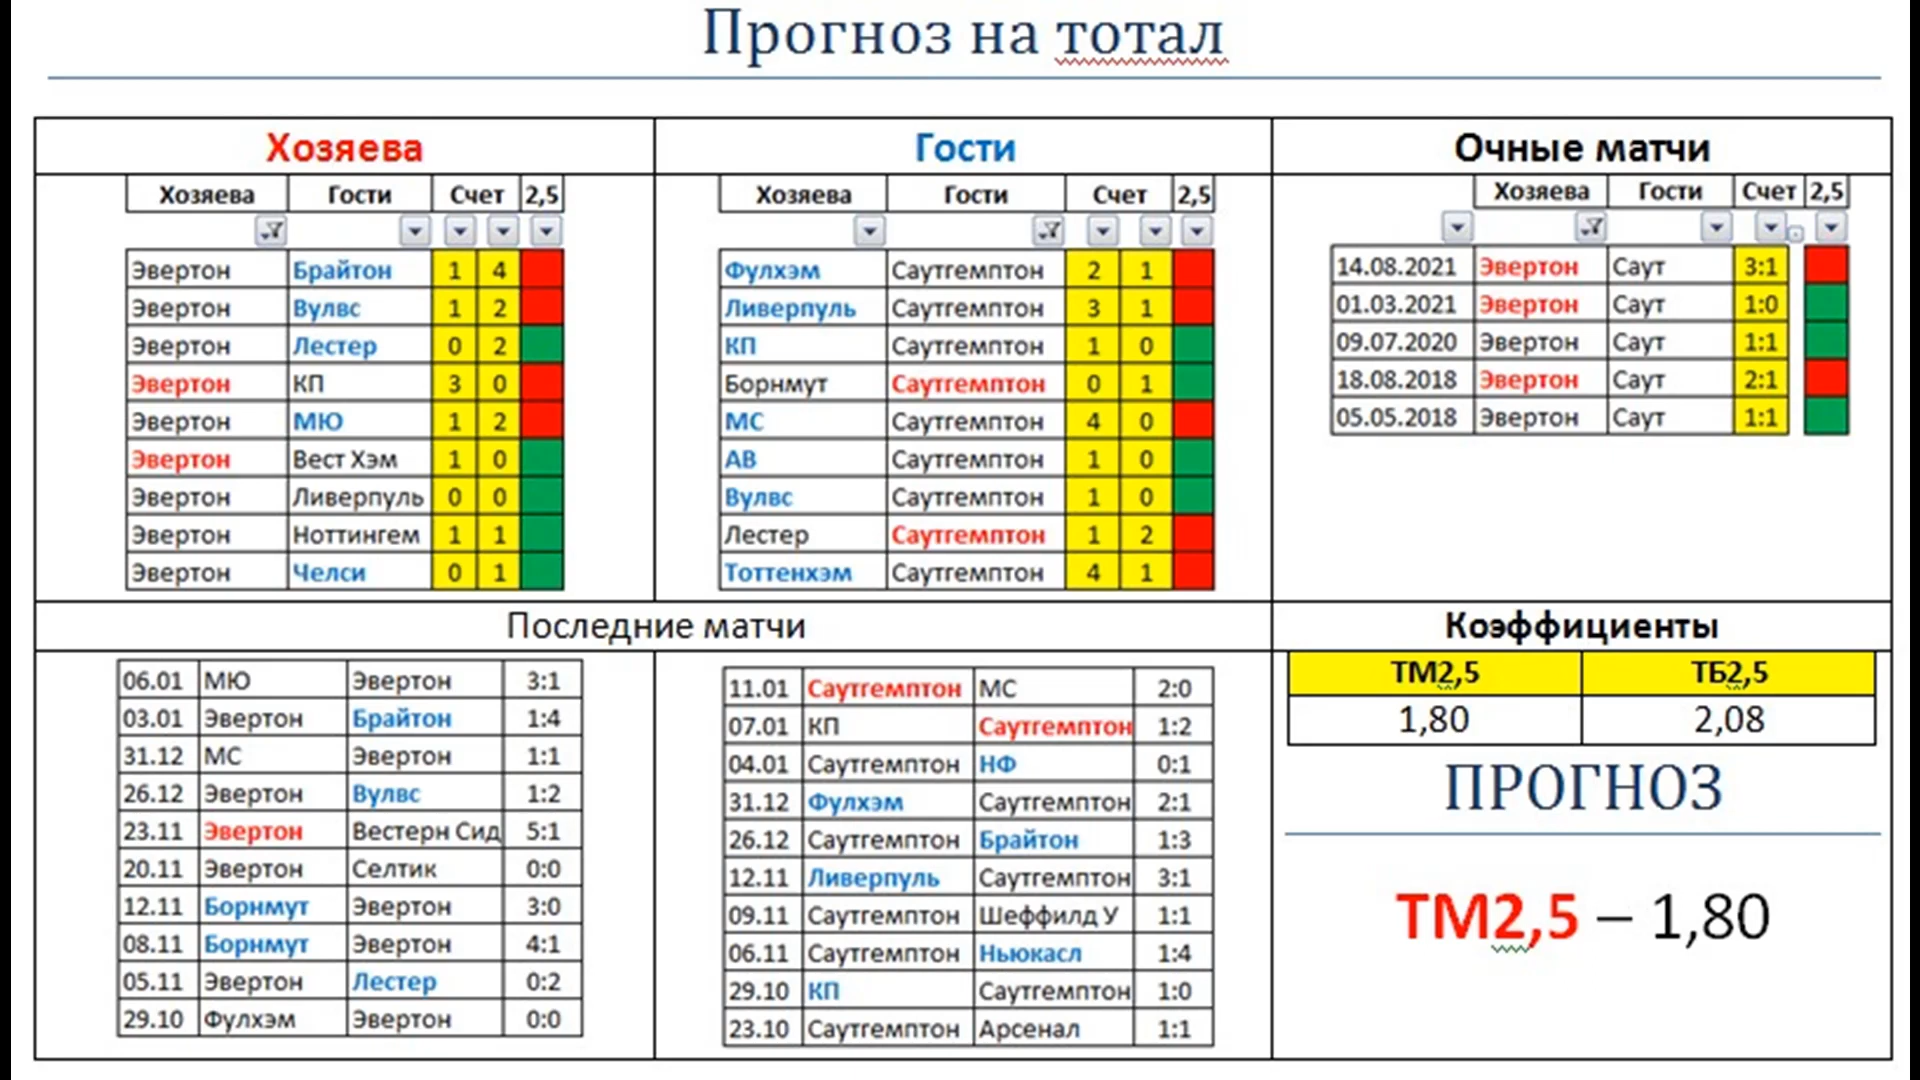 Прогноз на тотал
Хозяева
Хозяева Гости Счет 2,5
Эвертон Брайтон 1 4
Эвертон Вулвс 1 2
Эвертон Лестер 0 2
Эвертон КП 3 0
Эвертон МЮ 1 2
Эвертон Вест Хэм 1 0
Эвертон Ливерпуль 0 0
Эвертон Ноттингем 1 1
Эвертон Челси 0 1
Гости
Хозяева Гости Счет 2,5
Фулхэм Саутгемптон 2 1
Ливерпуль Саутгемптон 3 1
КП Саутгемптон 1 0
Борнмут Саутгемптон 0 1
МС Саутгемптон 4 0
АВ Саутгемптон 1 0
Вулвс Саутгемптон 1 0
Лестер Саутгемптон 1 2
Тоттенхэм Саутгемптон 4 1
Очные матчи
Хозяева Гости Счет 2,5
14.08.2021 Эвертон Саут 3:1
01.03.2021 Эвертон Саут 1:0
09.07.2020 Эвертон Саут 1:1
18.08.2018 Эвертон Саут 2:1
05.05.2018 Эвертон Саут 1:1
Последние матчи
06.01 МЮ Эвертон 3:1
03.01 Эвертон Брайтон 1:4
31.12 МС Эвертон 1:1
26.12 Эвертон Вулвс 1:2
23.11 Эвертон Вестерн Сид 5:1
20.11 Эвертон Селтик 0:0
12.11 Борнмут Эвертон 3:0
08.11 Борнмут Эвертон 4:1
05.11 Эвертон Лестер 0:2
29.10 Фулхэм Эвертон 0:0
11.01 Саутгемптон МС 2:0
07.01 КП Саутгемптон 1:2
04.01 Саутгемптон НФ 0:1
31.12 Фулхэм Саутгемптон 2:1
26.12 Саутгемптон Брайтон 1:3
12.11 Ливерпуль Саутгемптон 3:1
09.11 Саутгемптон Шеффилд У 1:1
06.11 Саутгемптон Ньюкасл 1:4
29.10 КП Саутгемптон 1:0
23.10 Саутгемптон Арсенал 1:1
Коэффициенты
ТМ2,5 ТБ2,5
1,80 2,08
ПРОГНОЗ
ТМ2,5 – 1,80